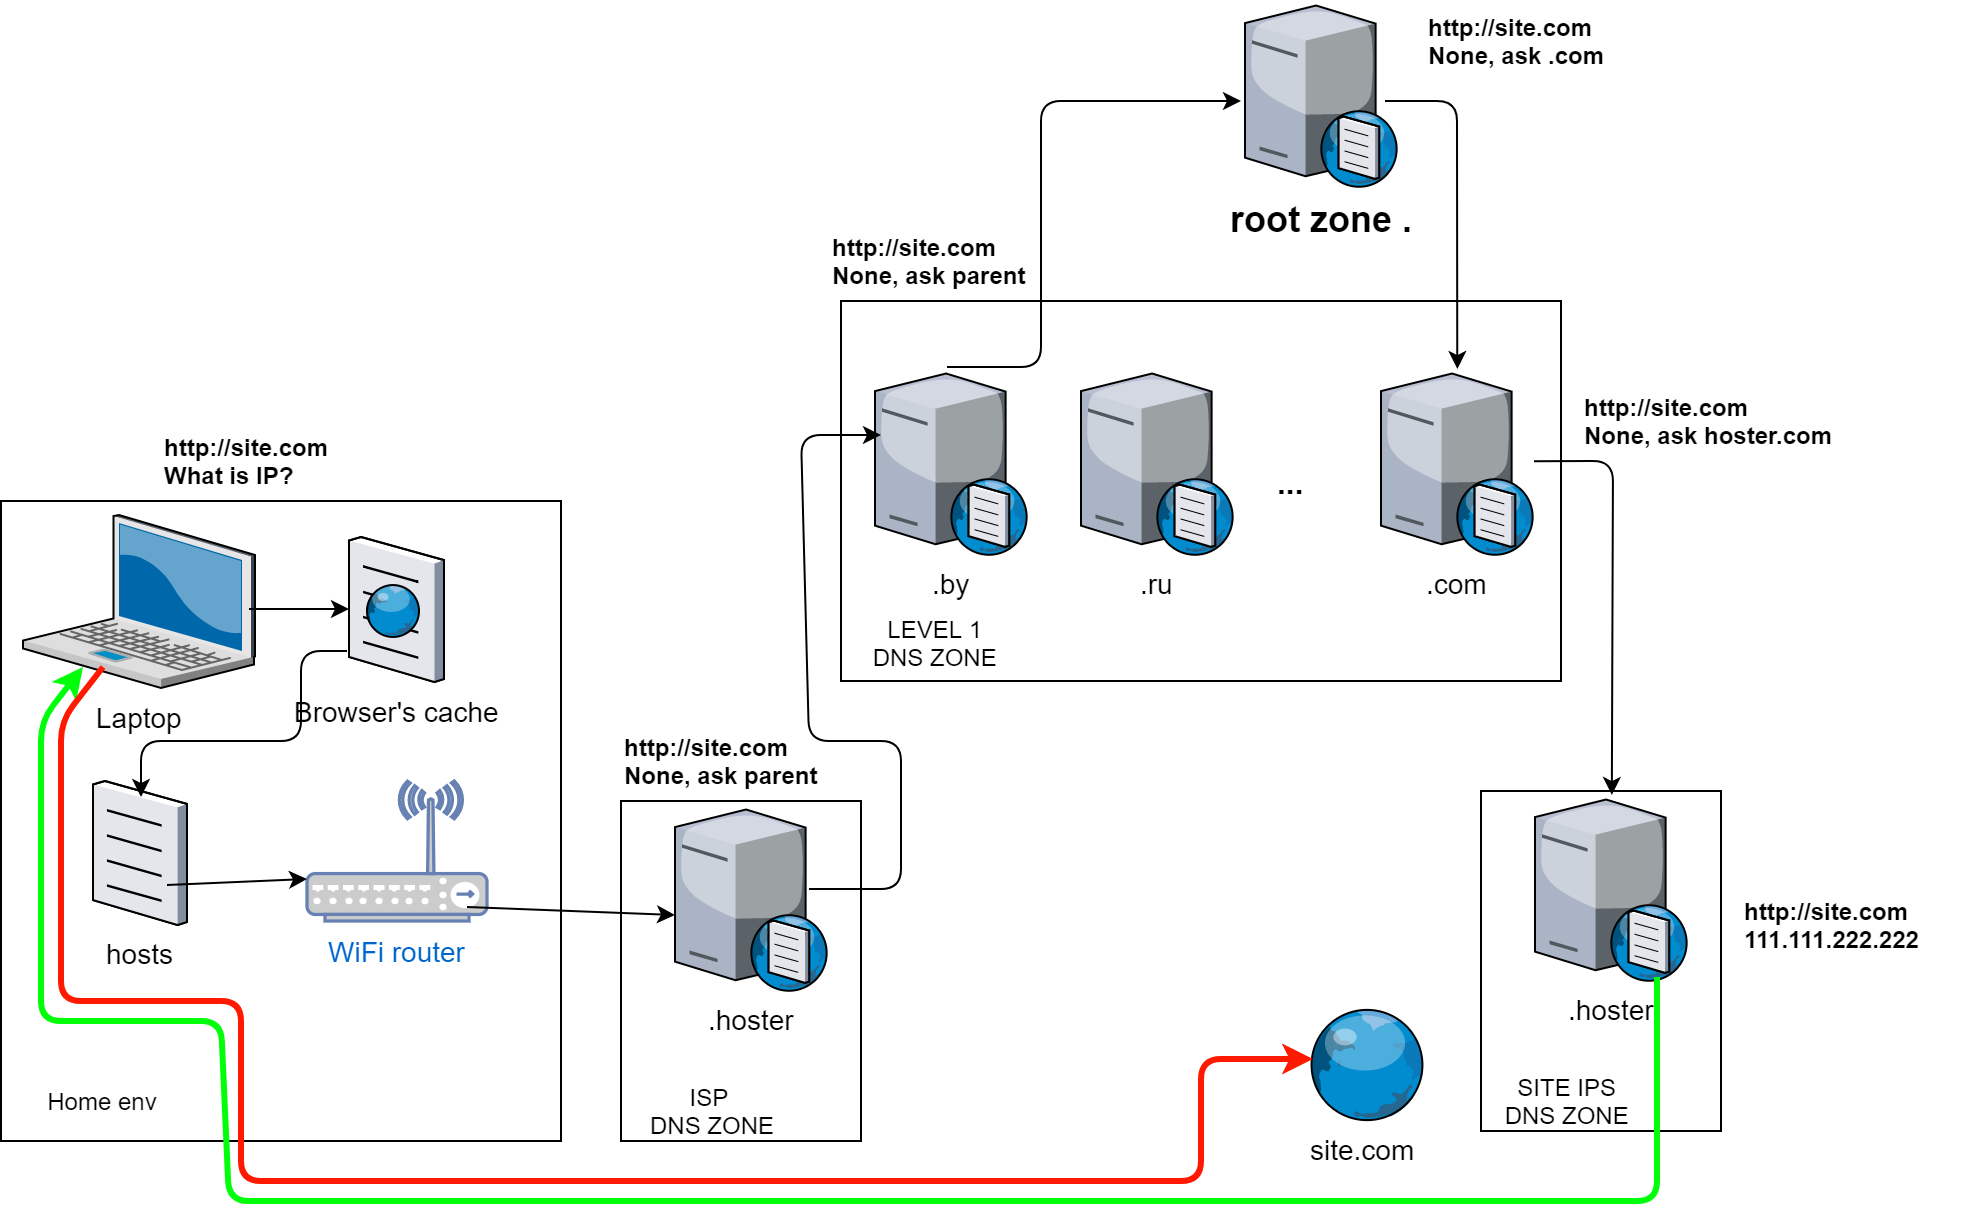 http://site.com
None, ask .com
root zone .
http://site.com
None, ask parent
http://site.com
None, ask hoster.com
...
.by
.ru
.com
LEVEL 1
DNS ZONE
http://site.com
What is IP?
Laptop
Browser's cache
hosts
WiFi router
Home env
http://site.com
None, ask parent
.hoster
ISP
DNS ZONE
http://site.com
111.111.222.222
.hoster
SITE IPS
DNS ZONE
site.com